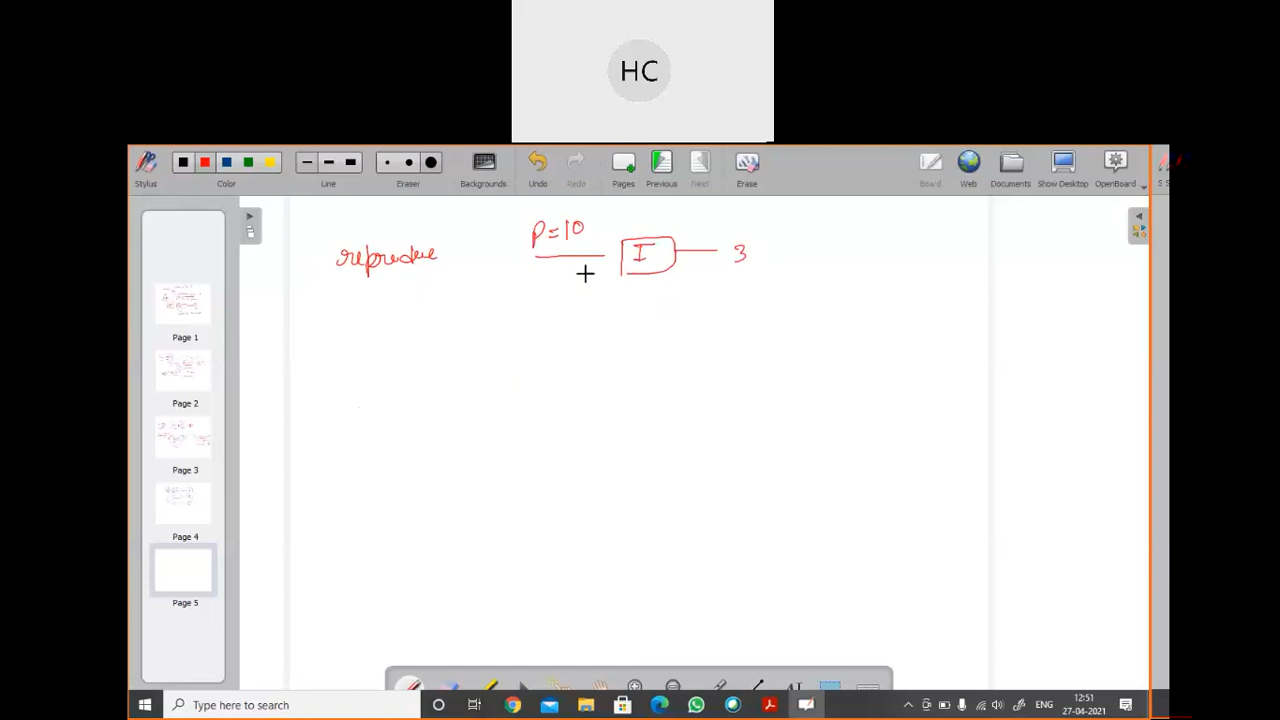 HC
Stylus
Color
Line
Eraser
Backgrounds
Undo
Redo
Pages
Previous
Next
Erase
Board
Web
Documents
Show Desktop
OpenBoard
P=10
I
3
Page 1
Page 2
Page 3
Page 4
Page 5
Type here to search
ENG
12:51
27-04-2021